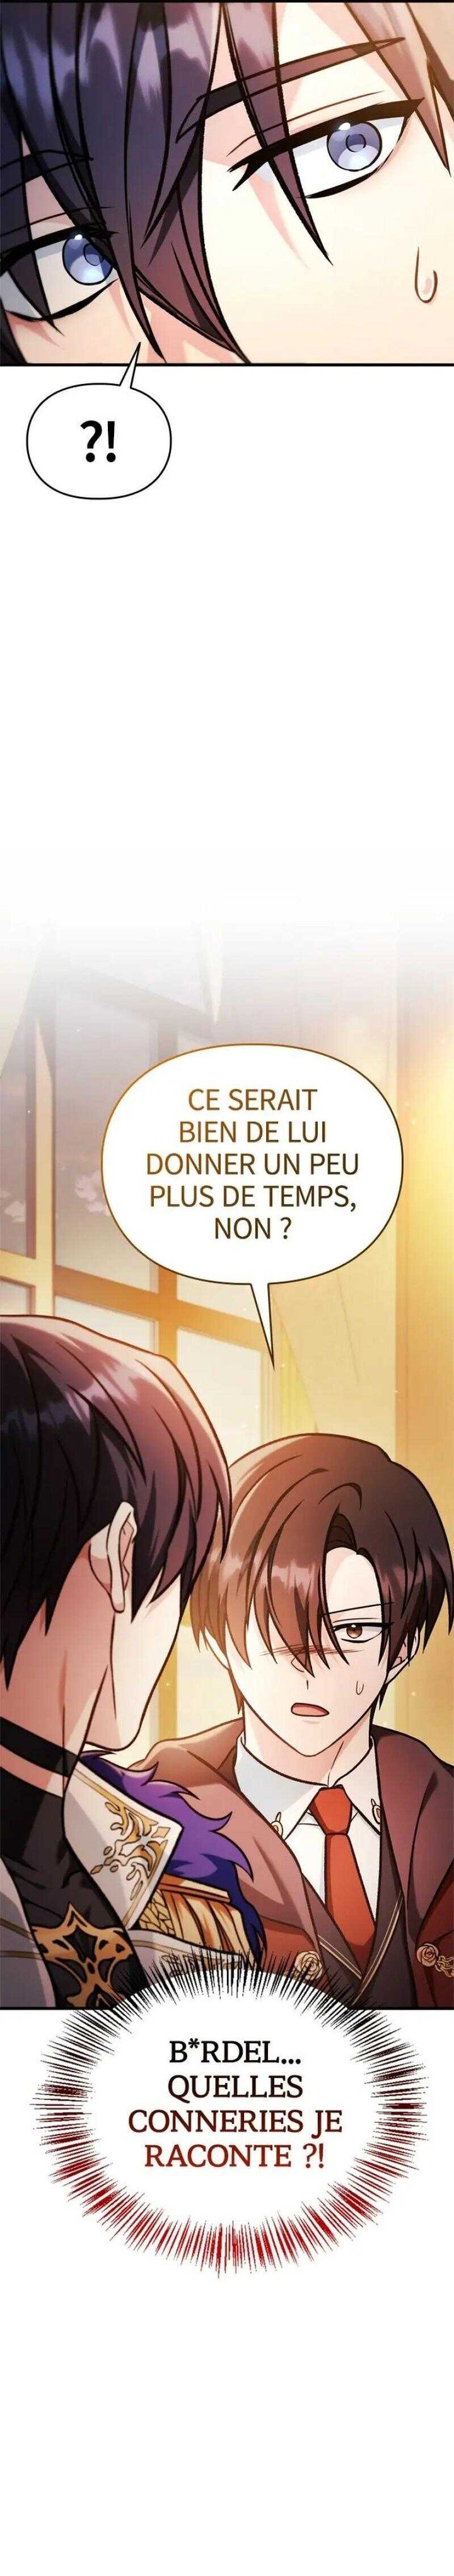 ?!
CE SERAIT
BIEN DE LUI
DONNER UN PEU
PLUS DE TEMPS,
NON ?
B*RDEL...
QUELLES
CONNERIES JE
RACONTE ?!